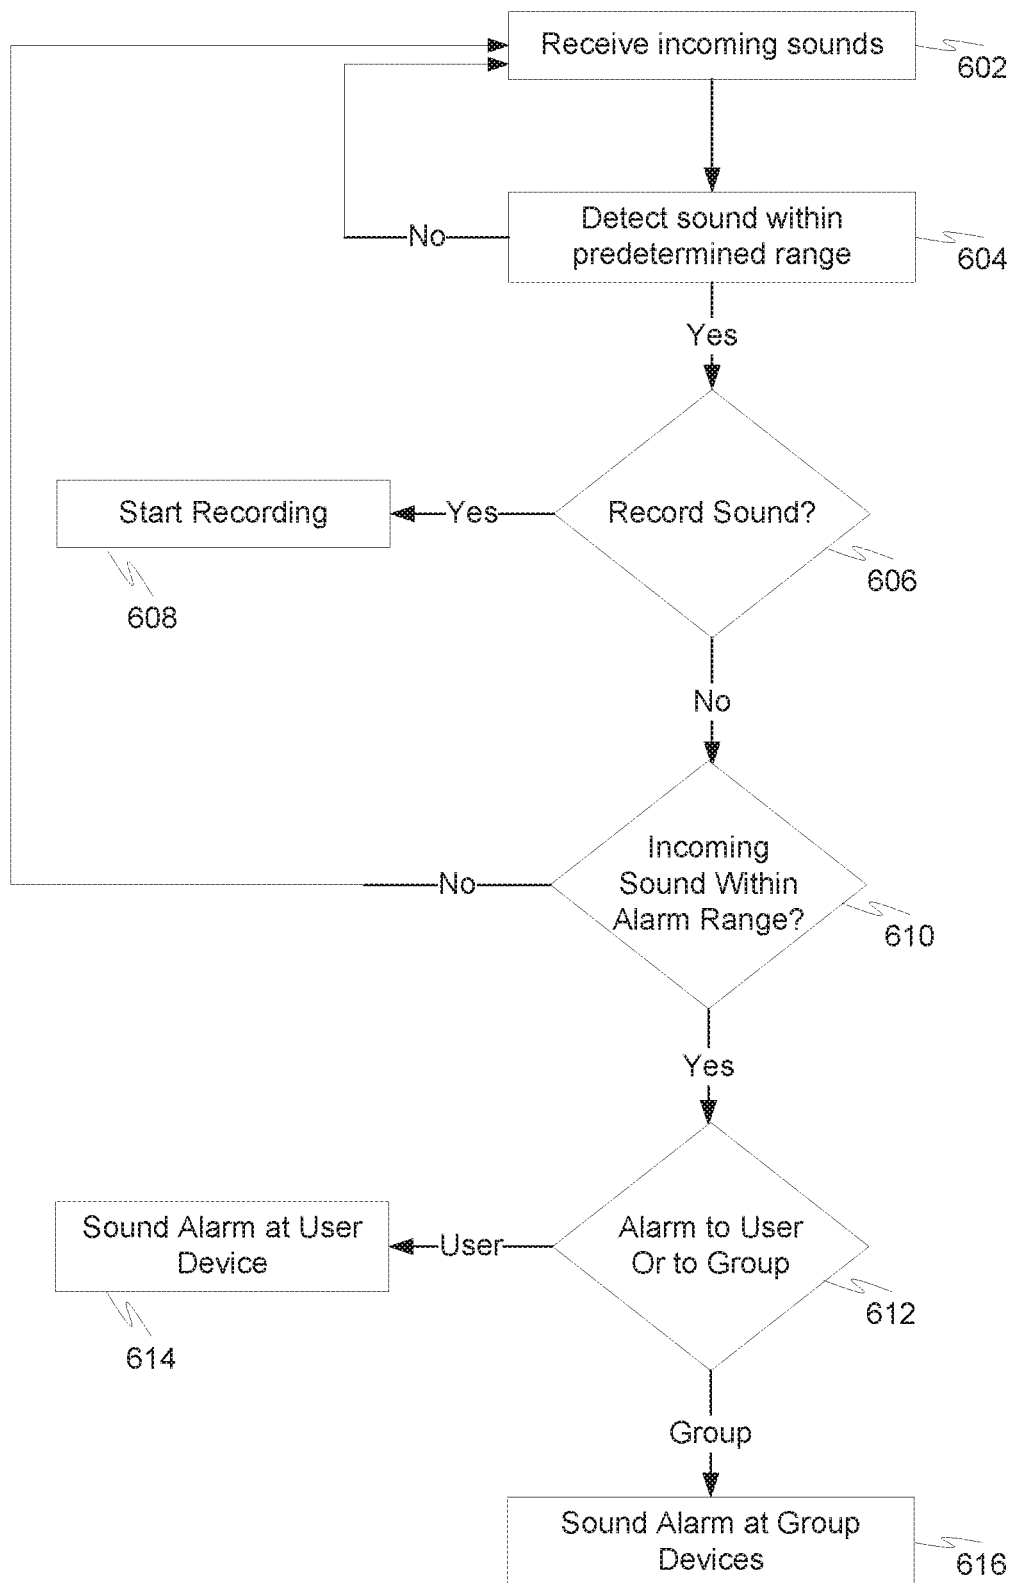 Receive incoming sounds
602
Detect sound within
predetermined range
604
No
Yes
Record Sound?
606
Yes
Start Recording
608
No
Incoming
Sound Within
Alarm Range?
610
No
Yes
Alarm to User
Or to Group
612
User
Sound Alarm at User
Device
614
Group
Sound Alarm at Group
Devices
616